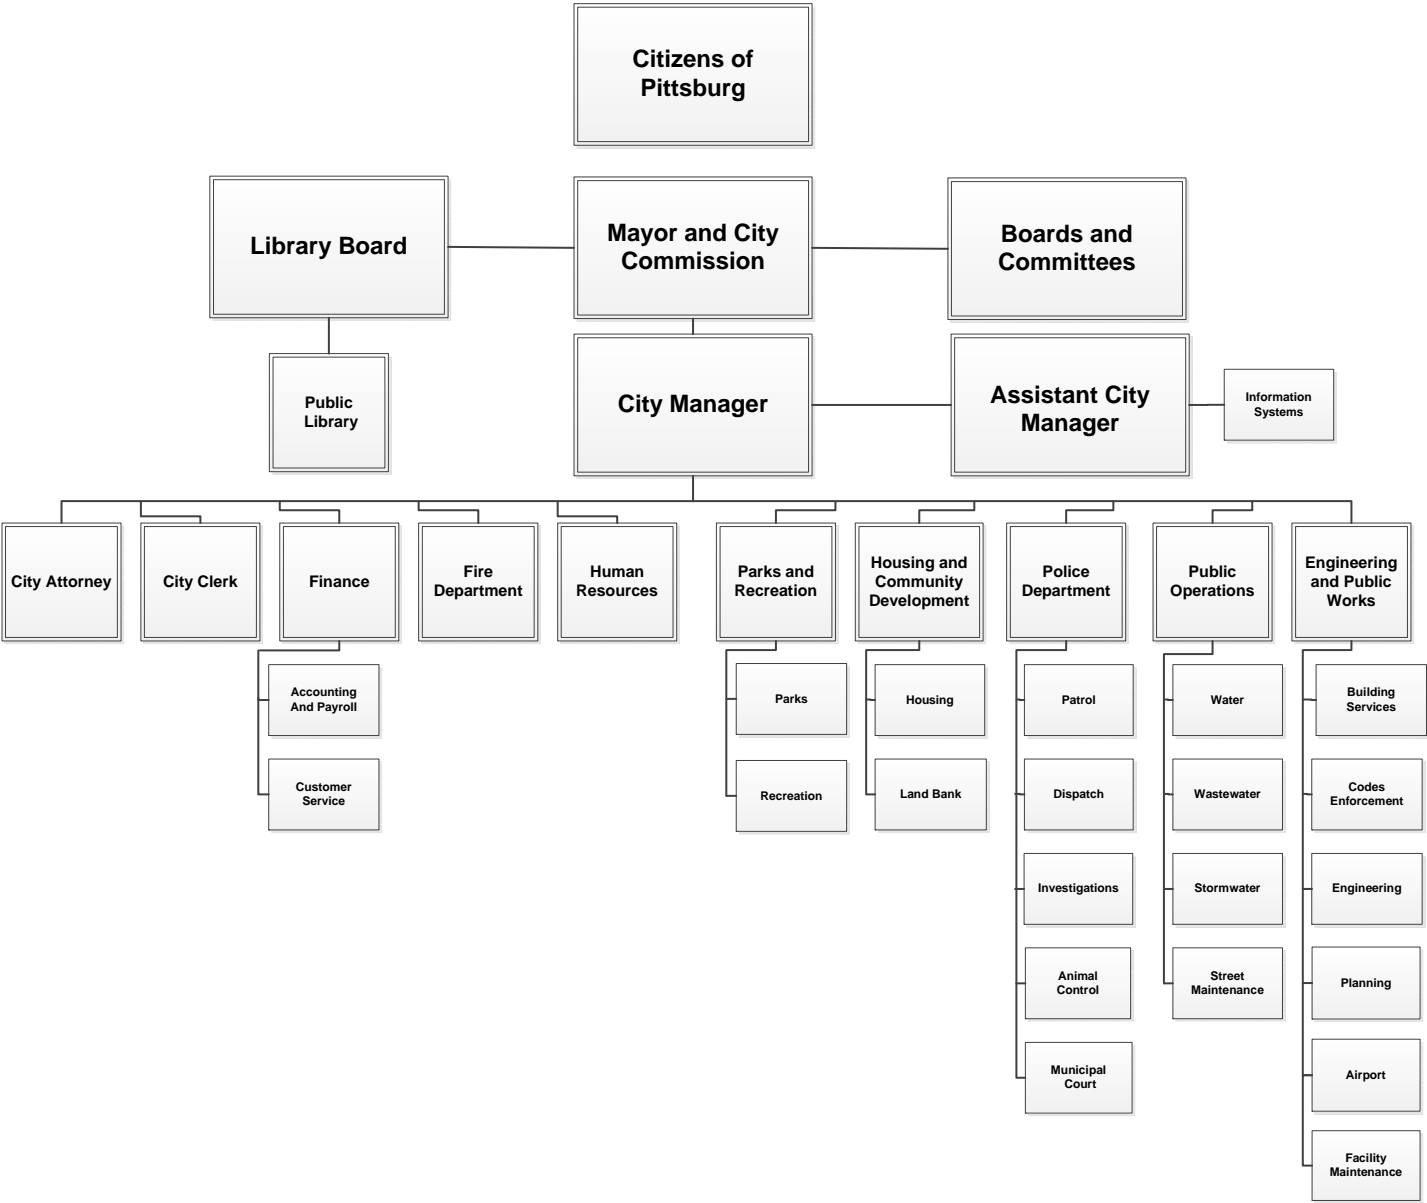 Citizens of
Pittsburg
Library Board
Mayor and City
Commission
Boards and
Committees
Public
Library
City Manager
Assistant City
Manager
Information
Systems
City Attorney
City Clerk
Finance
Fire
Department
Human
Resources
Parks and
Recreation
Housing and
Community
Development
Police
Department
Public
Operations
Engineering
and Public
Works
Accounting
And Payroll
Customer
Service
Parks
Recreation
Housing
Land Bank
Patrol
Dispatch
Investigations
Animal
Control
Municipal
Court
Water
Wastewater
Stormwater
Street
Maintenance
Building
Services
Codes
Enforcement
Engineering
Planning
Airport
Facility
Maintenance